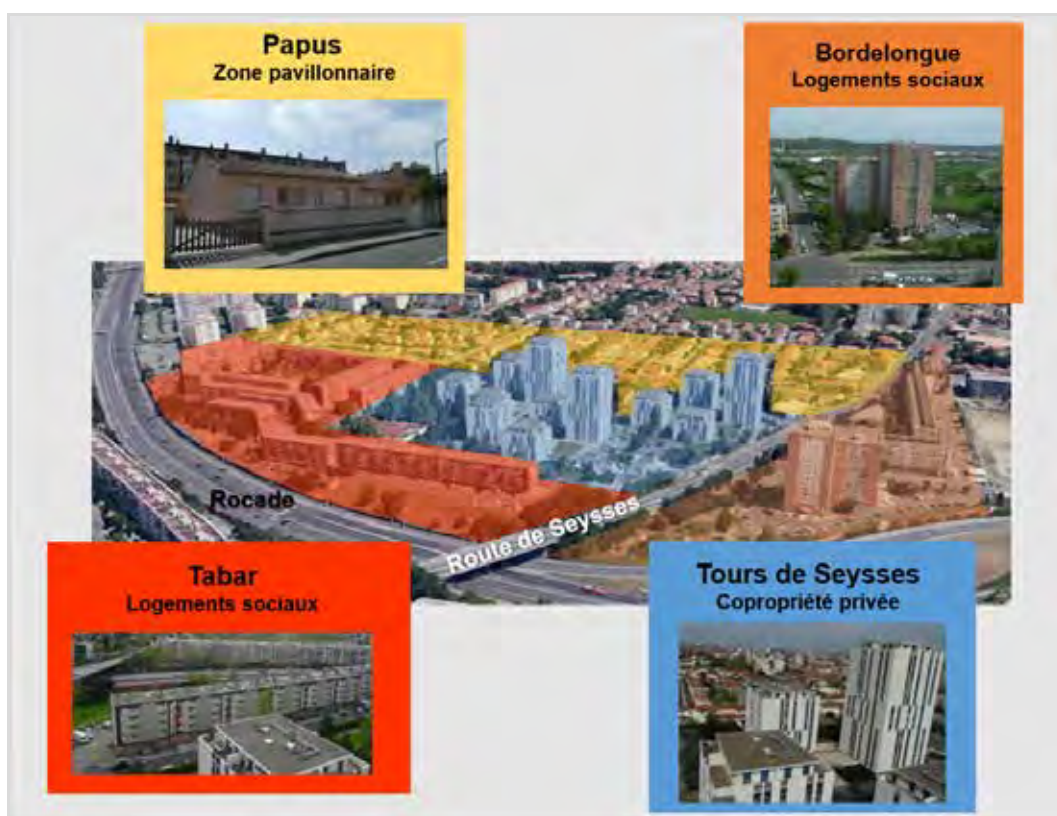 Papus
Zone pavillonnaire
Bordelongue
Logements sociaux
Rocade
Route de Seysses
Tabar
Logements sociaux
Tours de Seysses
Copropriété privée